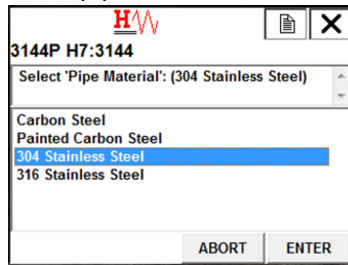 H
3144P H7:3144
Select 'Pipe Material': (304 Stainless Steel)
Carbon Steel
Painted Carbon Steel
304 Stainless Steel
316 Stainless Steel
ABORT ENTER